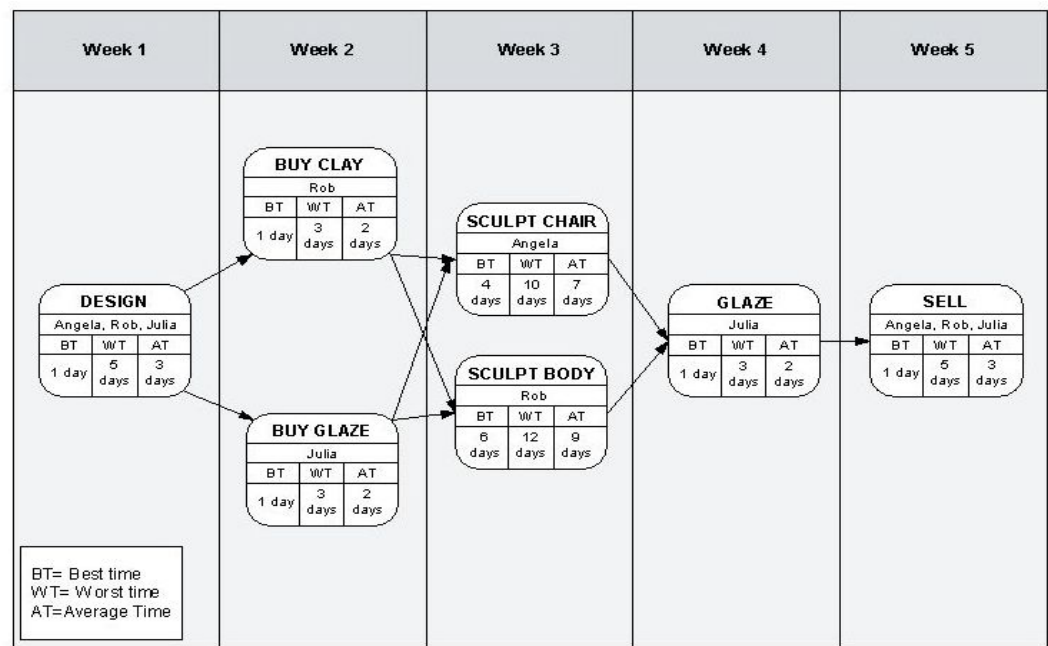 Week 1
Week 2
Week 3
Week 4
Week 5
DESIGN
Angela, Rob, Julia
BT WT AT
1 day 5 days 3 days
BUY CLAY
Rob
BT WT AT
1 day 3 days 2 days
BUY GLAZE
Julia
BT WT AT
1 day 3 days 2 days
SCULPT CHAIR
Angela
BT WT AT
4 days 10 days 7 days
SCULPT BODY
Rob
BT WT AT
6 days 12 days 9 days
GLAZE
Julia
BT WT AT
1 day 3 days 2 days
SELL
Angela, Rob, Julia
BT WT AT
1 day 5 days 3 days
BT= Best time
WT= Worst time
AT=Average Time